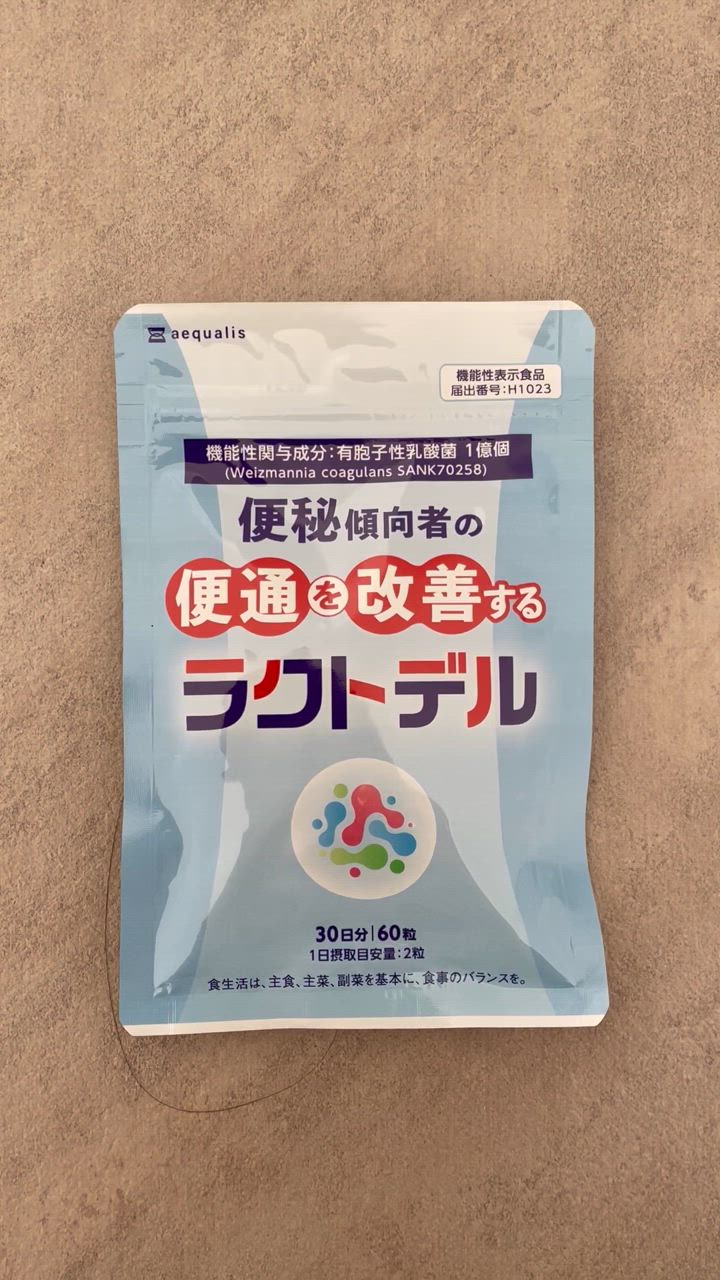 aequalis
機能性表示食品
届出番号:H1023
機能性関与成分:有胞子性乳酸菌 1億個
(Weizmannia coagulans SANK70258)
便秘傾向者の
便通を改善する
ラクトデル
30日分|60粒
1日摂取目安量:2粒
食生活は、主食、主菜、副菜を基本に、食事のバランスを。